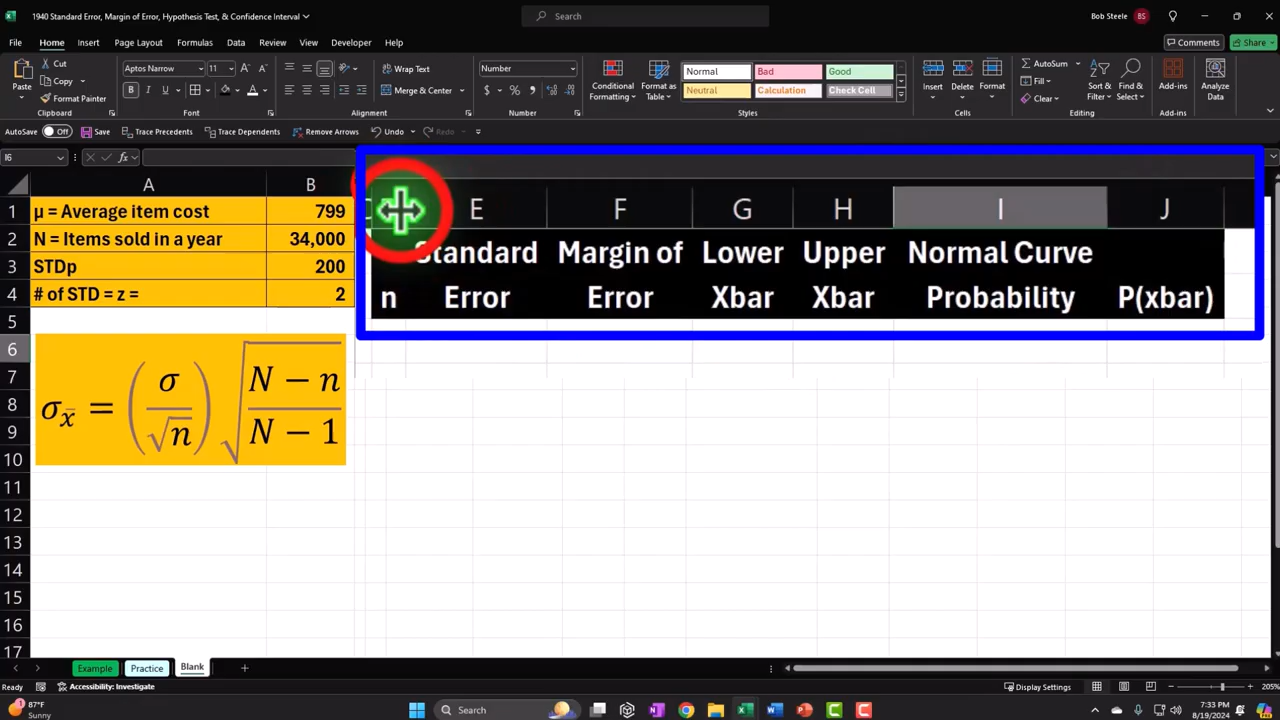 1940 Standard Error, Margin of Error, Hypothesis Test, & Confidence Interval
Search
Bob Steele BS
File Home Insert Page Layout Formulas Data Review View Developer Help
Comments Share
Paste Cut Copy Format Painter
Aptos Narrow 11
Wrap Text
Merge & Center
Number
Conditional Formatting Format as Table
Normal Bad Good
Neutral Calculation Check Cell
Insert Delete Format
AutoSum Fill Clear
Sort & Filter Find & Select
Add-ins
Analyze Data
Clipboard Font Alignment Number Styles Cells Editing Add-ins
AutoSave Off Save Trace Precedents Trace Dependents Remove Arrows Undo Redo
I6 fx
A B E F G H I J
1 μ = Average item cost 799
2 N = Items sold in a year 34,000
3 STDp 200
4 # of STD = z = 2
Standard Margin of Lower Upper Normal Curve
n Error Error Xbar Xbar Probability P(xbar)
5
6
7
8
9
10
11
12
13
14
15
16
17
σx̄ = (σ/√n) √(N − n)/(N − 1)
Example Practice Blank +
Ready Accessibility: Investigate
Display Settings 205%
87°F
Sunny
Search
7:33 PM
8/19/2024